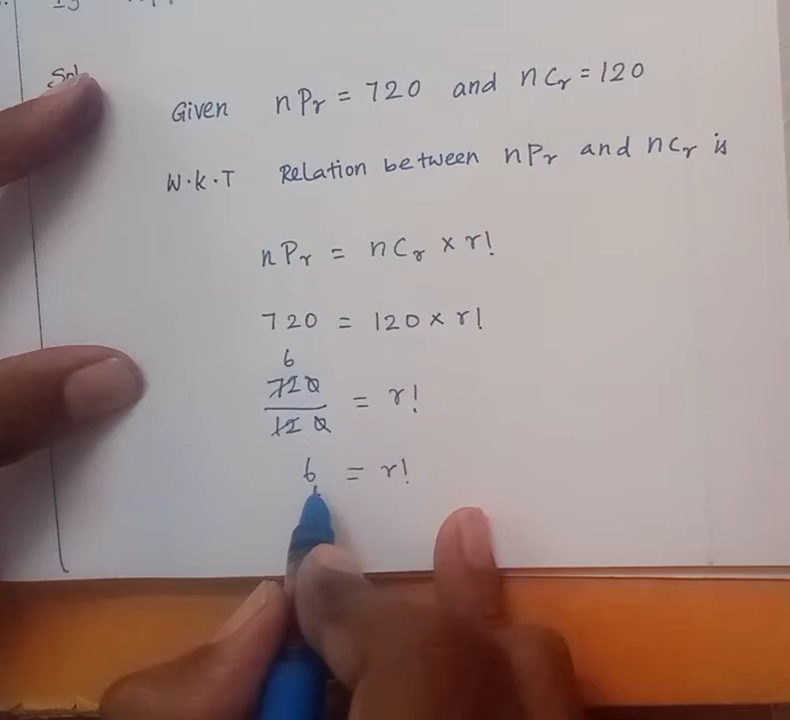 Soln
Given nPr = 720 and nCr = 120
W.K.T Relation between nPr and nCr is
nPr = nCr × r!
720 = 120 × r!
6
720
120 = r!
6 = r!